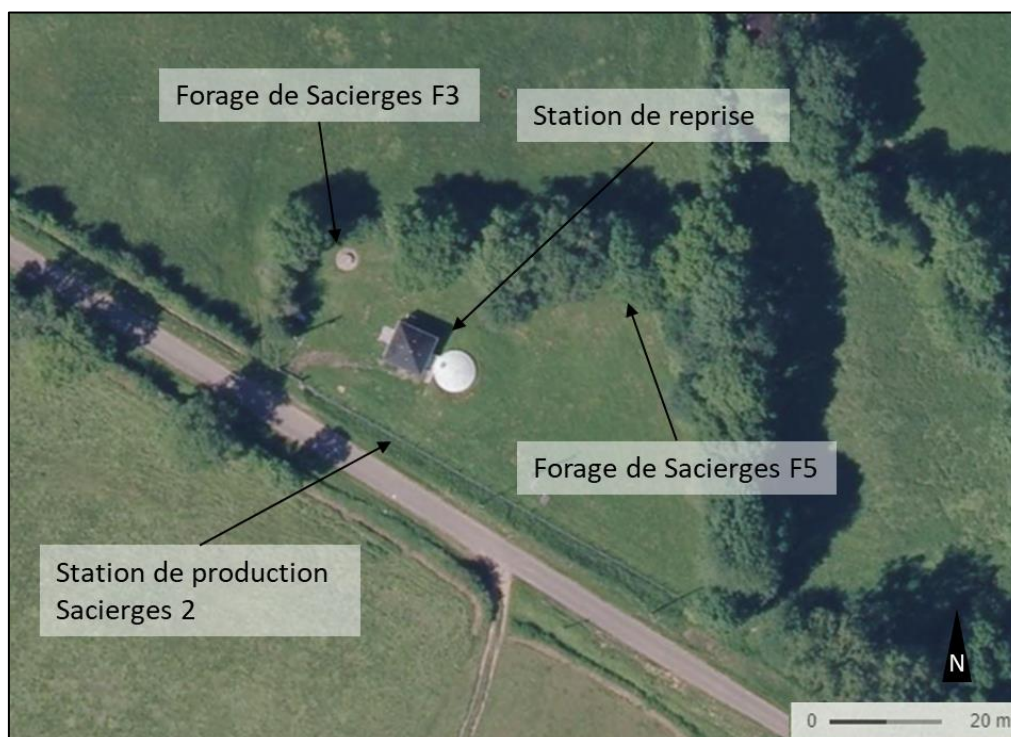 Forage de Sacierges F3
Station de reprise
Forage de Sacierges F5
Station de production
Sacierges 2
N
0 20 m